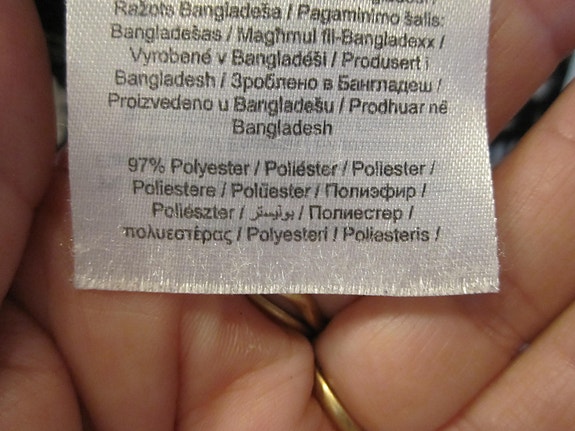 Ražots Bangladeša / Pagaminimo šalis:
Bangladešas / Magħmul fil-Bangladexx /
Vyrobené v Bangladéši / Produsert i
Bangladesh / Зроблено в Бангладеш /
Proizvedeno u Bangladešu / Prodhuar në
Bangladesh
97% Polyester / Poliéster / Poliester /
Poliestere / Polüester / Полиэфир /
Poliészter / بوليستر / Полиестер /
πολυεστέρας / Polyesteri / Poliesteris /